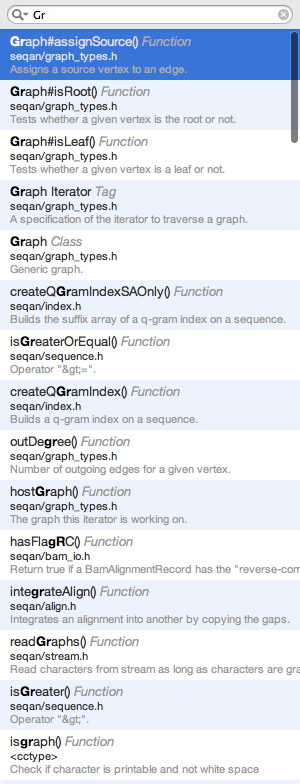 Gr
Graph#assignSource() Function
seqan/graph_types.h
Assigns a source vertex to an edge.
Graph#isRoot() Function
seqan/graph_types.h
Tests whether a given vertex is the root or not.
Graph#isLeaf() Function
seqan/graph_types.h
Tests whether a given vertex is a leaf or not.
Graph Iterator Tag
seqan/graph_types.h
A specification of the iterator to traverse a graph.
Graph Class
seqan/graph_types.h
Generic graph.
createQGramIndexSAOnly() Function
seqan/index.h
Builds the suffix array of a q-gram index on a sequence.
isGreaterOrEqual() Function
seqan/sequence.h
Operator "&gt;=".
createQGramIndex() Function
seqan/index.h
Builds a q-gram index on a sequence.
outDegree() Function
seqan/graph_types.h
Number of outgoing edges for a given vertex.
hostGraph() Function
seqan/graph_types.h
The graph this iterator is working on.
hasFlagRC() Function
seqan/bam_io.h
Return true if a BamAlignmentRecord has the "reverse-com
integrateAlign() Function
seqan/align.h
Integrates an alignment into another by copying the gaps.
readGraphs() Function
seqan/stream.h
Read characters from stream as long as characters are gra
isGreater() Function
seqan/sequence.h
Operator "&gt;".
isgraph() Function
<cctype>
Check if character is printable and not white space